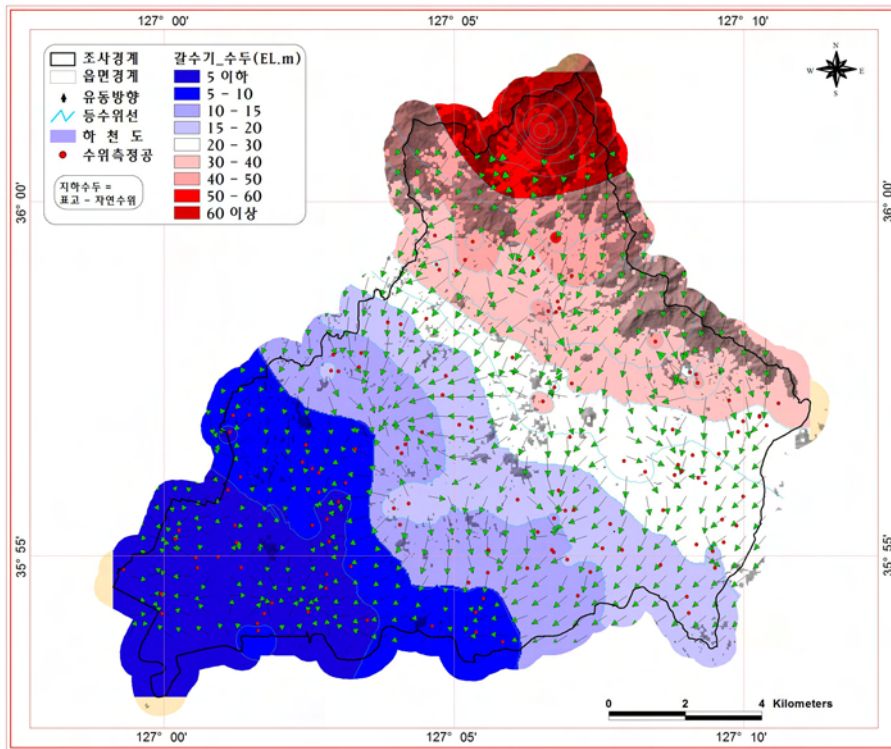 127° 00'
127° 05'
127° 10'
조사경계
읍면경계
유동방향
등수위선
하 천 도
수위측정공
지하수두 =
표고 - 자연수위
갈수기_수두(EL.m)
5 이하
5 - 10
10 - 15
15 - 20
20 - 30
30 - 40
40 - 50
50 - 60
60 이상
N
W
E
S
36° 00'
36° 00'
35° 55'
35° 55'
0 2 4 Kilometers
127° 00'
127° 05'
127° 10'